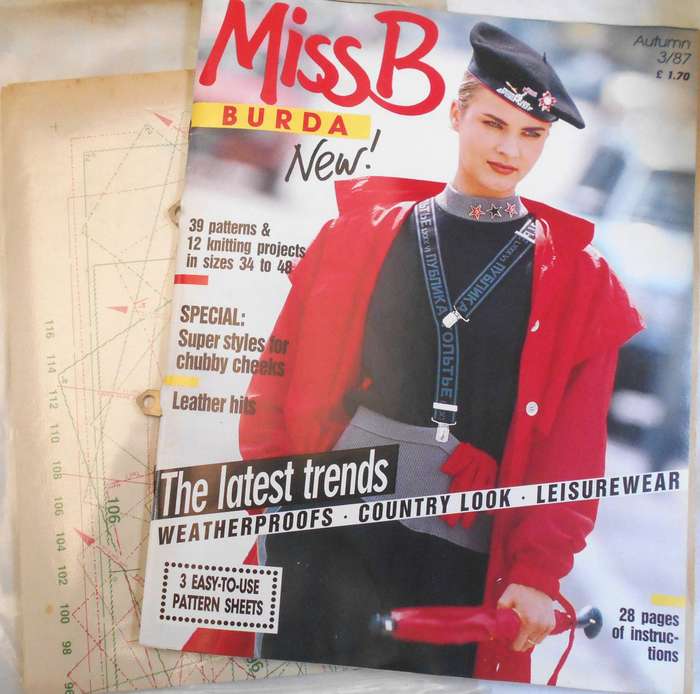 Miss B
BURDA
New!
Autumn
3/87
£ 1.70
39 patterns &
12 knitting projects
in sizes 34 to 48
SPECIAL:
Super styles for
chubby cheeks
Leather hits
The latest trends
WEATHERPROOFS · COUNTRY LOOK · LEISUREWEAR
3 EASY-TO-USE
PATTERN SHEETS
28 pages
of instruc-
tions
ПУБЛИКА
ПУБЛИКА
116
114
112
110
108
106
104
102
100
98
96
106